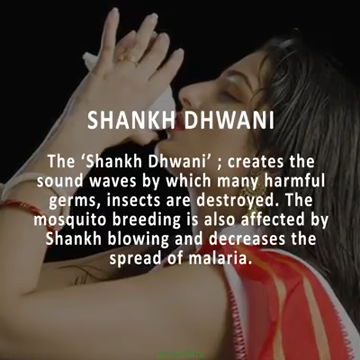 SHANKH DHWANI
The ‘Shankh Dhwani’ ; creates the
sound waves by which many harmful
germs, insects are destroyed. The
mosquito breeding is also affected by
Shankh blowing and decreases the
spread of malaria.